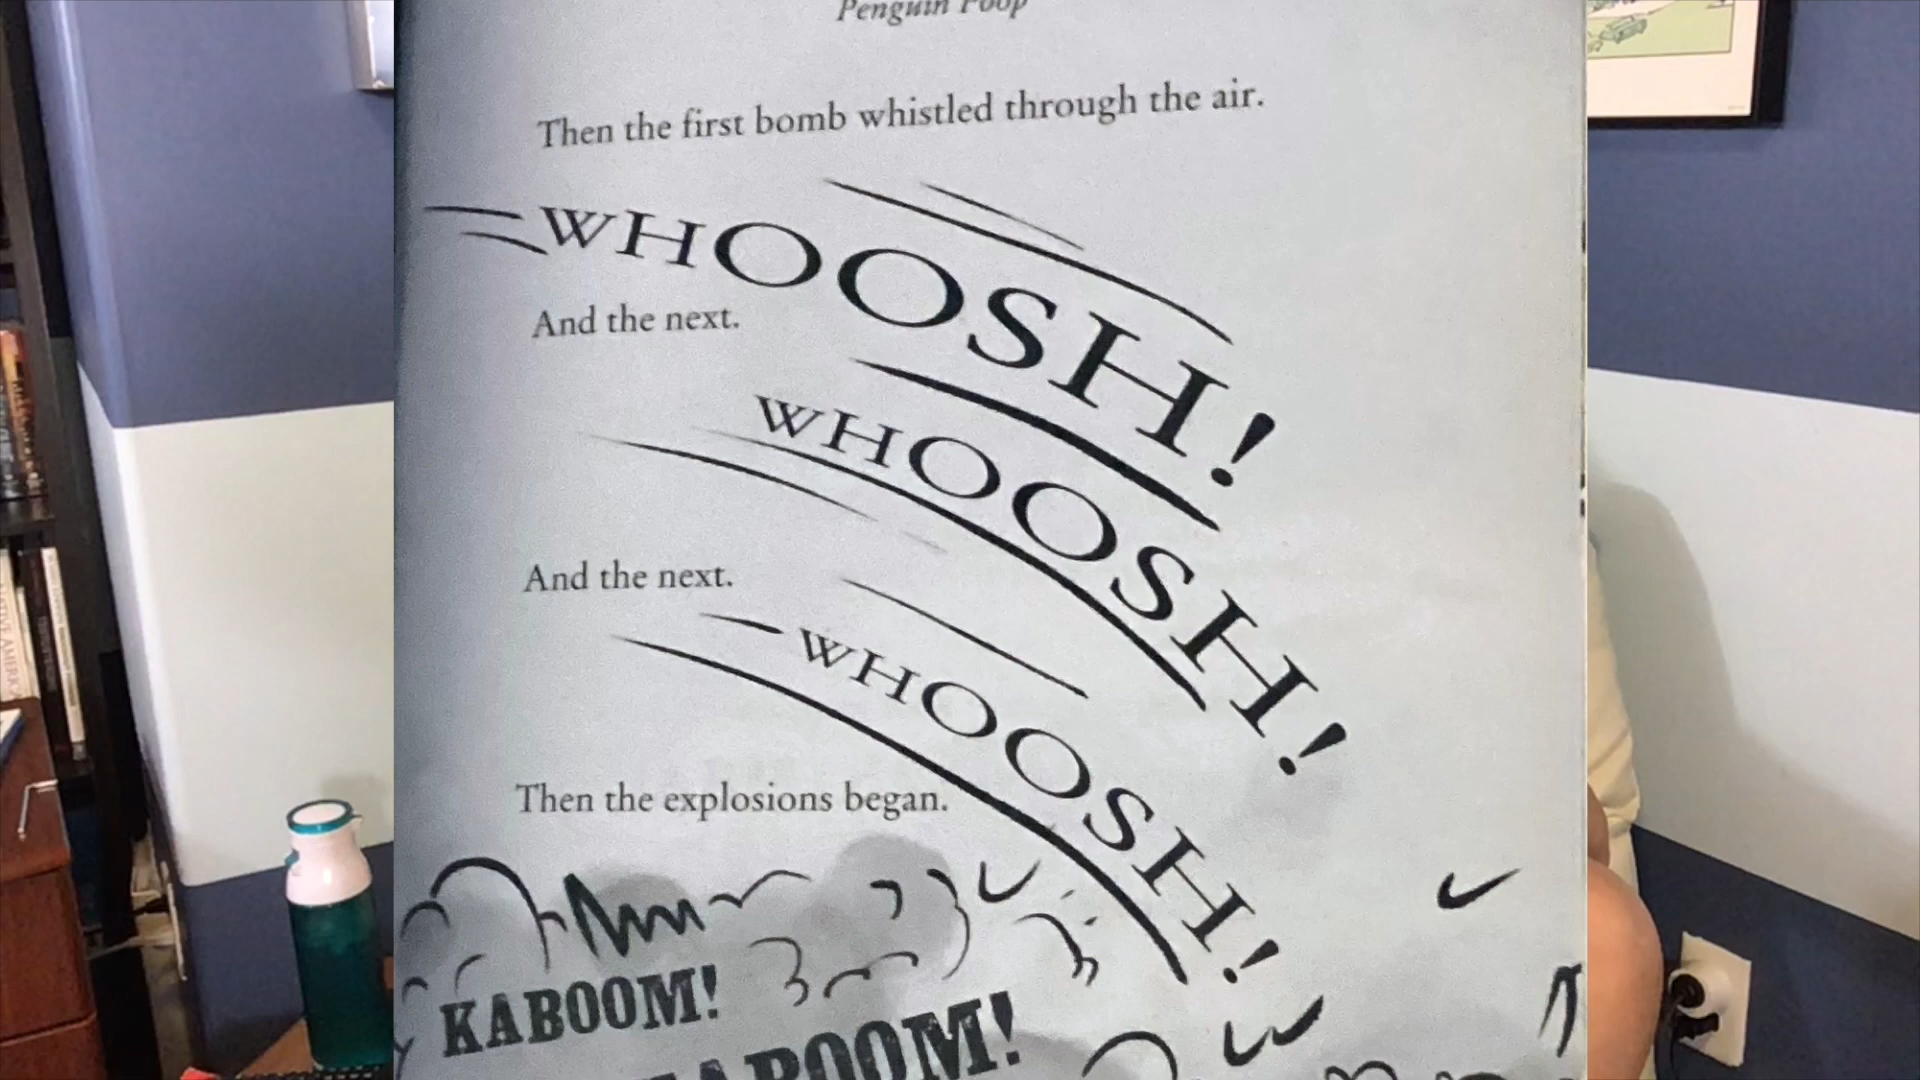 Penguin Poop
Then the first bomb whistled through the air.
WHOOSH!
And the next.
WHOOSH!
And the next.
WHOOSH!
Then the explosions began.
KABOOM!
KABOOM!